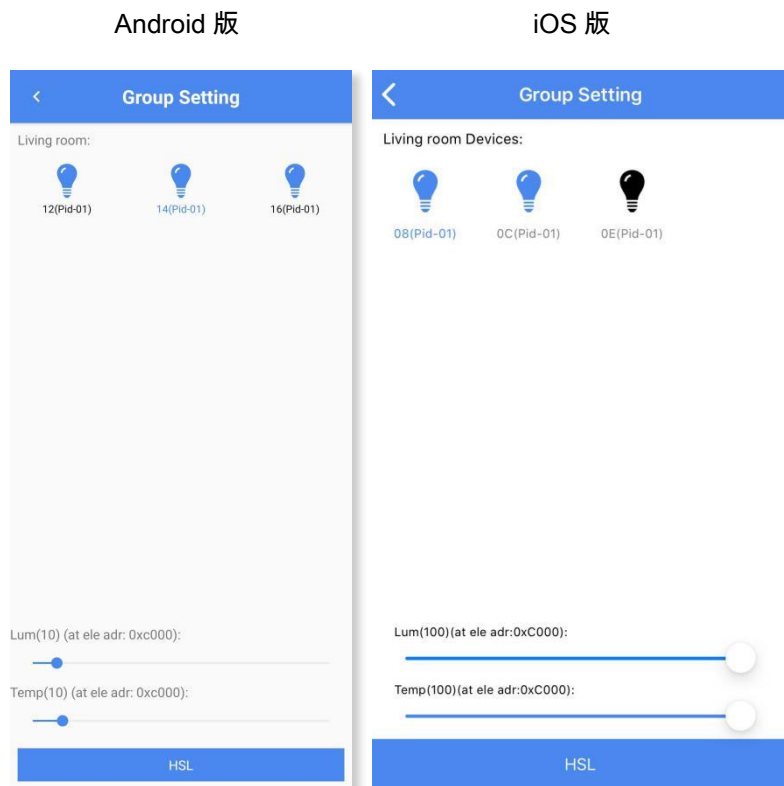 Android 版
iOS 版
Group Setting
Living room:
12(Pid-01)
14(Pid-01)
16(Pid-01)
Lum(10) (at ele adr: 0xc000):
Temp(10) (at ele adr: 0xc000):
HSL
Group Setting
Living room Devices:
08(Pid-01)
0C(Pid-01)
0E(Pid-01)
Lum(100)(at ele adr:0xC000):
Temp(100)(at ele adr:0xC000):
HSL